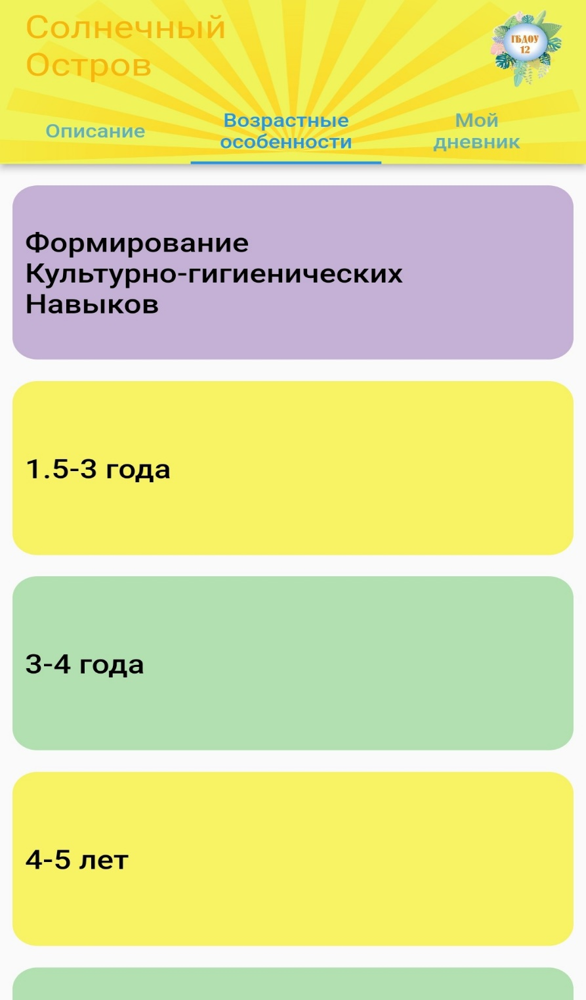 Солнечный
Остров
ГБДОУ
12
Описание
Возрастные
особенности
Мой
дневник
Формирование
Культурно-гигиенических
Навыков
1.5-3 года
3-4 года
4-5 лет